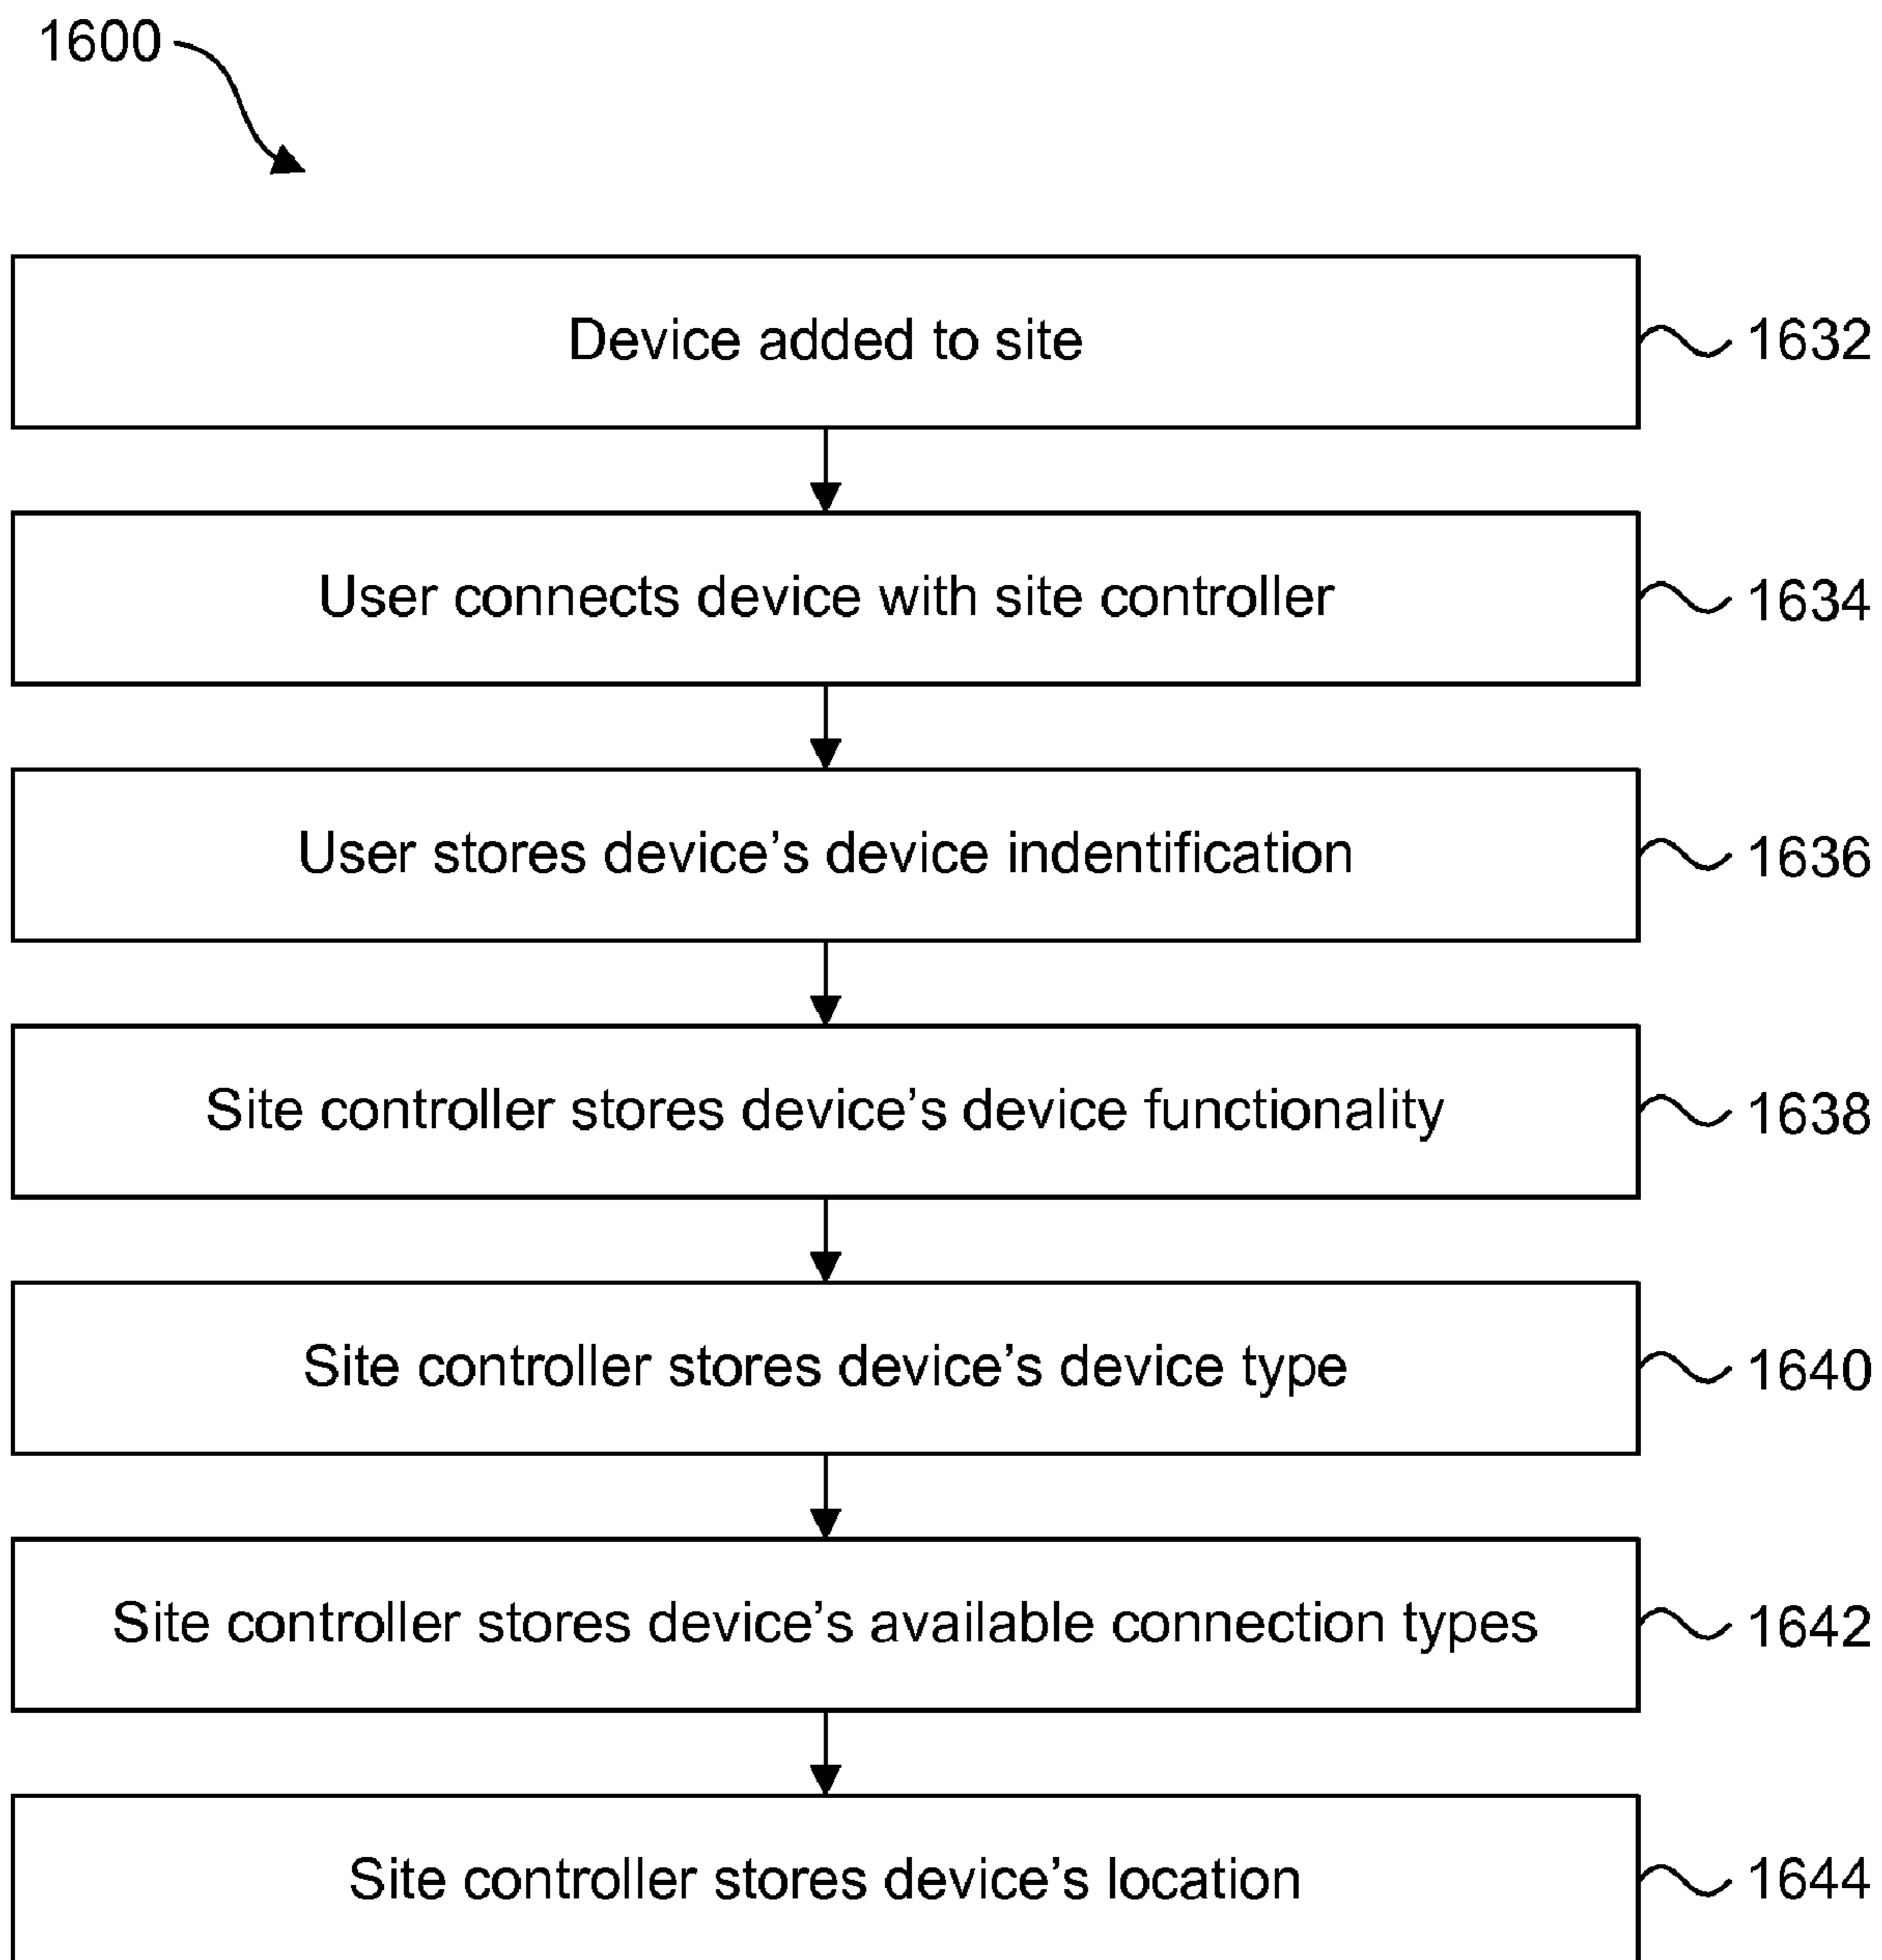 1600
Device added to site
1632
User connects device with site controller
1634
User stores device’s device indentification
1636
Site controller stores device’s device functionality
1638
Site controller stores device’s device type
1640
Site controller stores device’s available connection types
1642
Site controller stores device’s location
1644